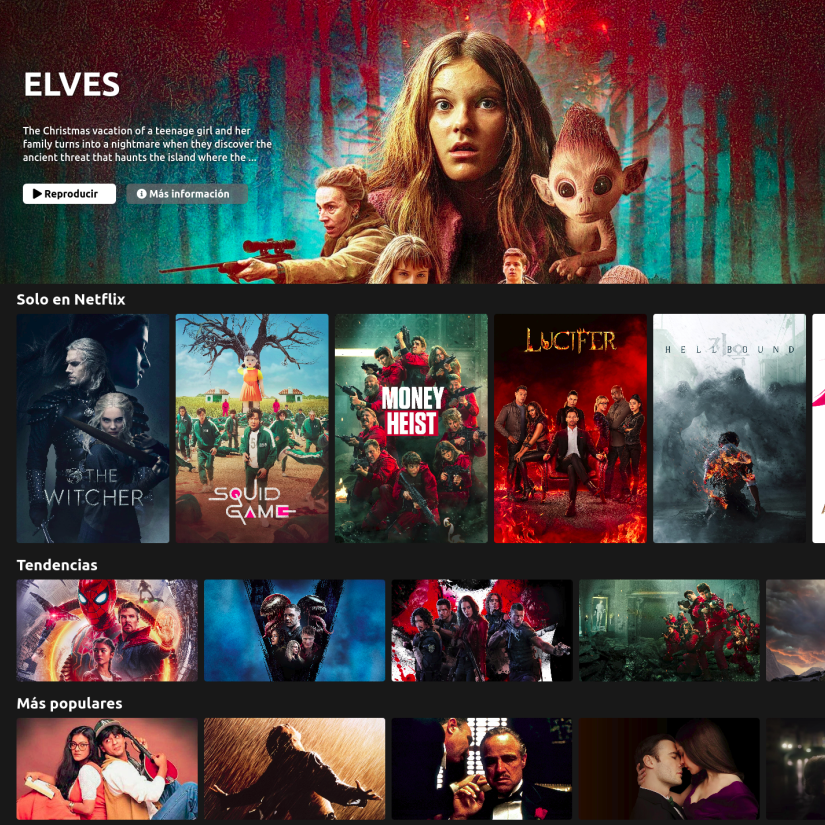 ELVES
The Christmas vacation of a teenage girl and her
family turns into a nightmare when they discover the
ancient threat that haunts the island where the ...
Reproducir
Más información
Solo en Netflix
THE
WITCHER
SQUID
GAME
MONEY
HEIST
LUCIFER
HELLBOUND
Tendencias
Más populares